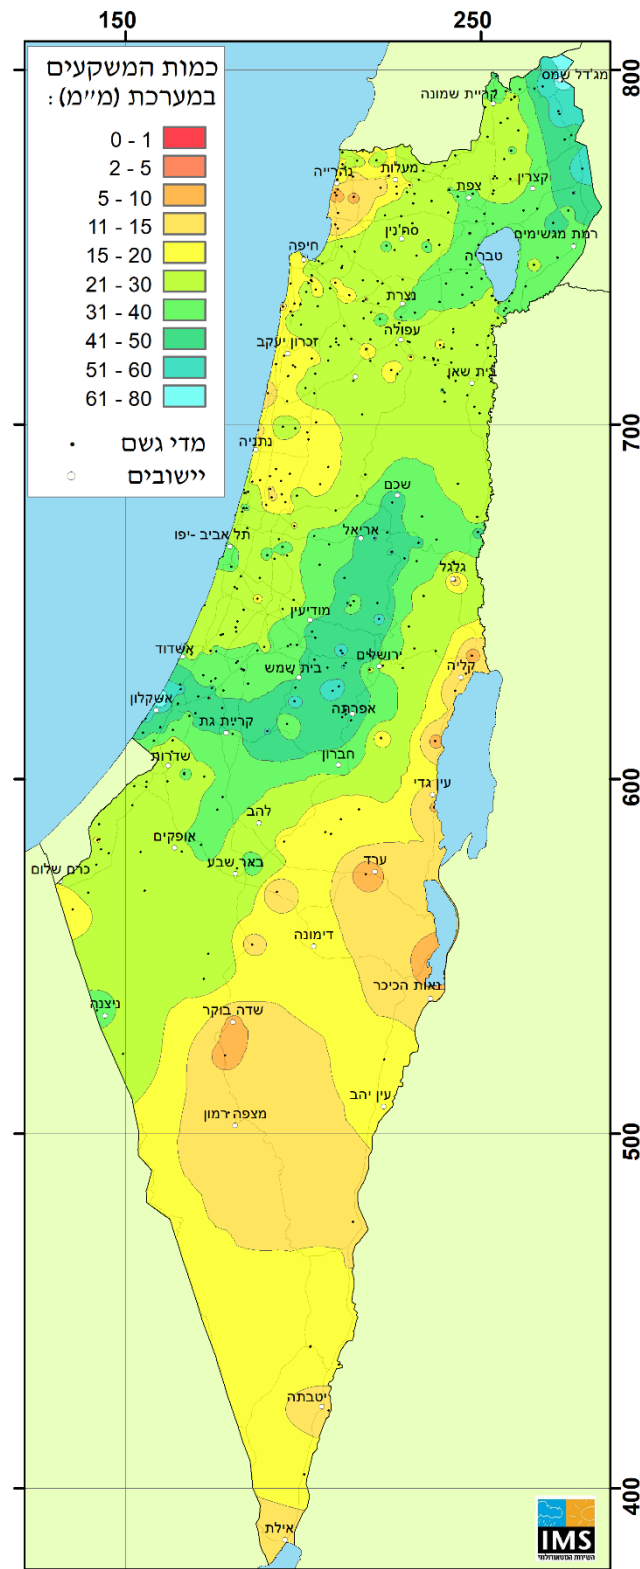 150 250
כמות המשקעים
במערכת (מ״מ):
0 - 1
2 - 5
5 - 10
11 - 15
15 - 20
21 - 30
31 - 40
41 - 50
51 - 60
61 - 80
מדי גשם
יישובים
800
מג'דל שמס
קריית שמונה
מעלות
נהרייה
קצרין
צפת
סח'נין
רמת מגשימים
חיפה
טבריה
נצרת
עפולה
זכרון יעקב
בית שאן
700
נתניה
שכם
אריאל
תל אביב -יפו
גלגל
מודיעין
אשדוד
ירושלים
בית שמש
קליה
אשקלון
אפרתה
קריית גת
שדרות
חברון
600
עין גדי
להב
אופקים
באר שבע
ערד
כרם שלום
דימונה
נאות הכיכר
ניצנה
שדה בוקר
עין יהב
מצפה רמון
500
יטבתה
400
אילת
IMS
השירות המטאורולוגי